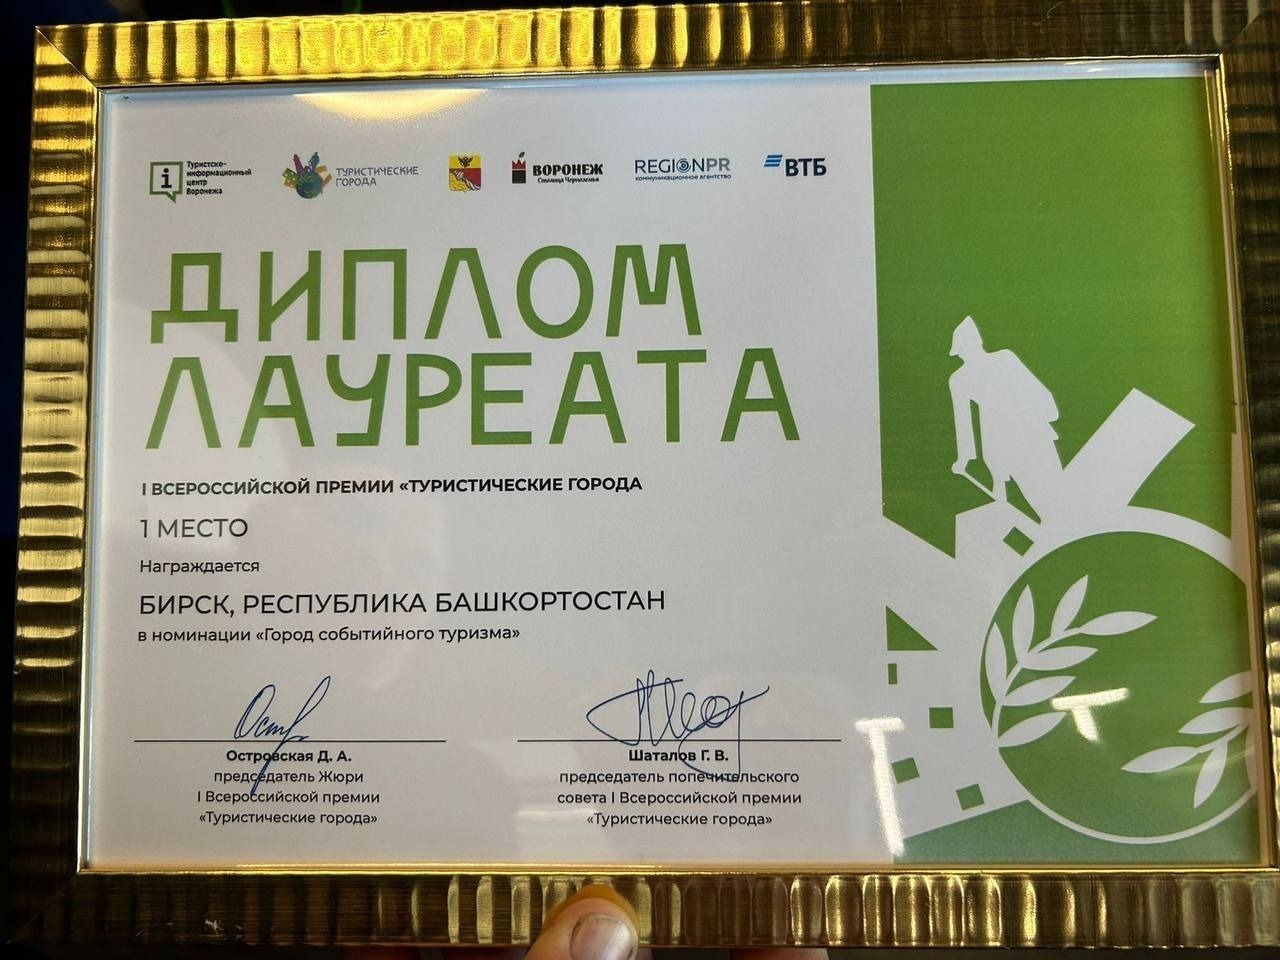 Туристско-
информационный
центр
Воронежа
ТУРИСТИЧЕСКИЕ
ГОРОДА
ВОРОНЕЖ
Столица Черноземья
REGIONPR
коммуникационное агентство
ВТБ
ДИПЛОМ
ЛАУРЕАТА
I ВСЕРОССИЙСКОЙ ПРЕМИИ «ТУРИСТИЧЕСКИЕ ГОРОДА
1 МЕСТО
Награждается
БИРСК, РЕСПУБЛИКА БАШКОРТОСТАН
в номинации «Город событийного туризма»
Островская Д. А.
председатель Жюри
I Всероссийской премии
«Туристические города»
Шаталов Г. В.
председатель попечительского
совета I Всероссийской премии
«Туристические города»